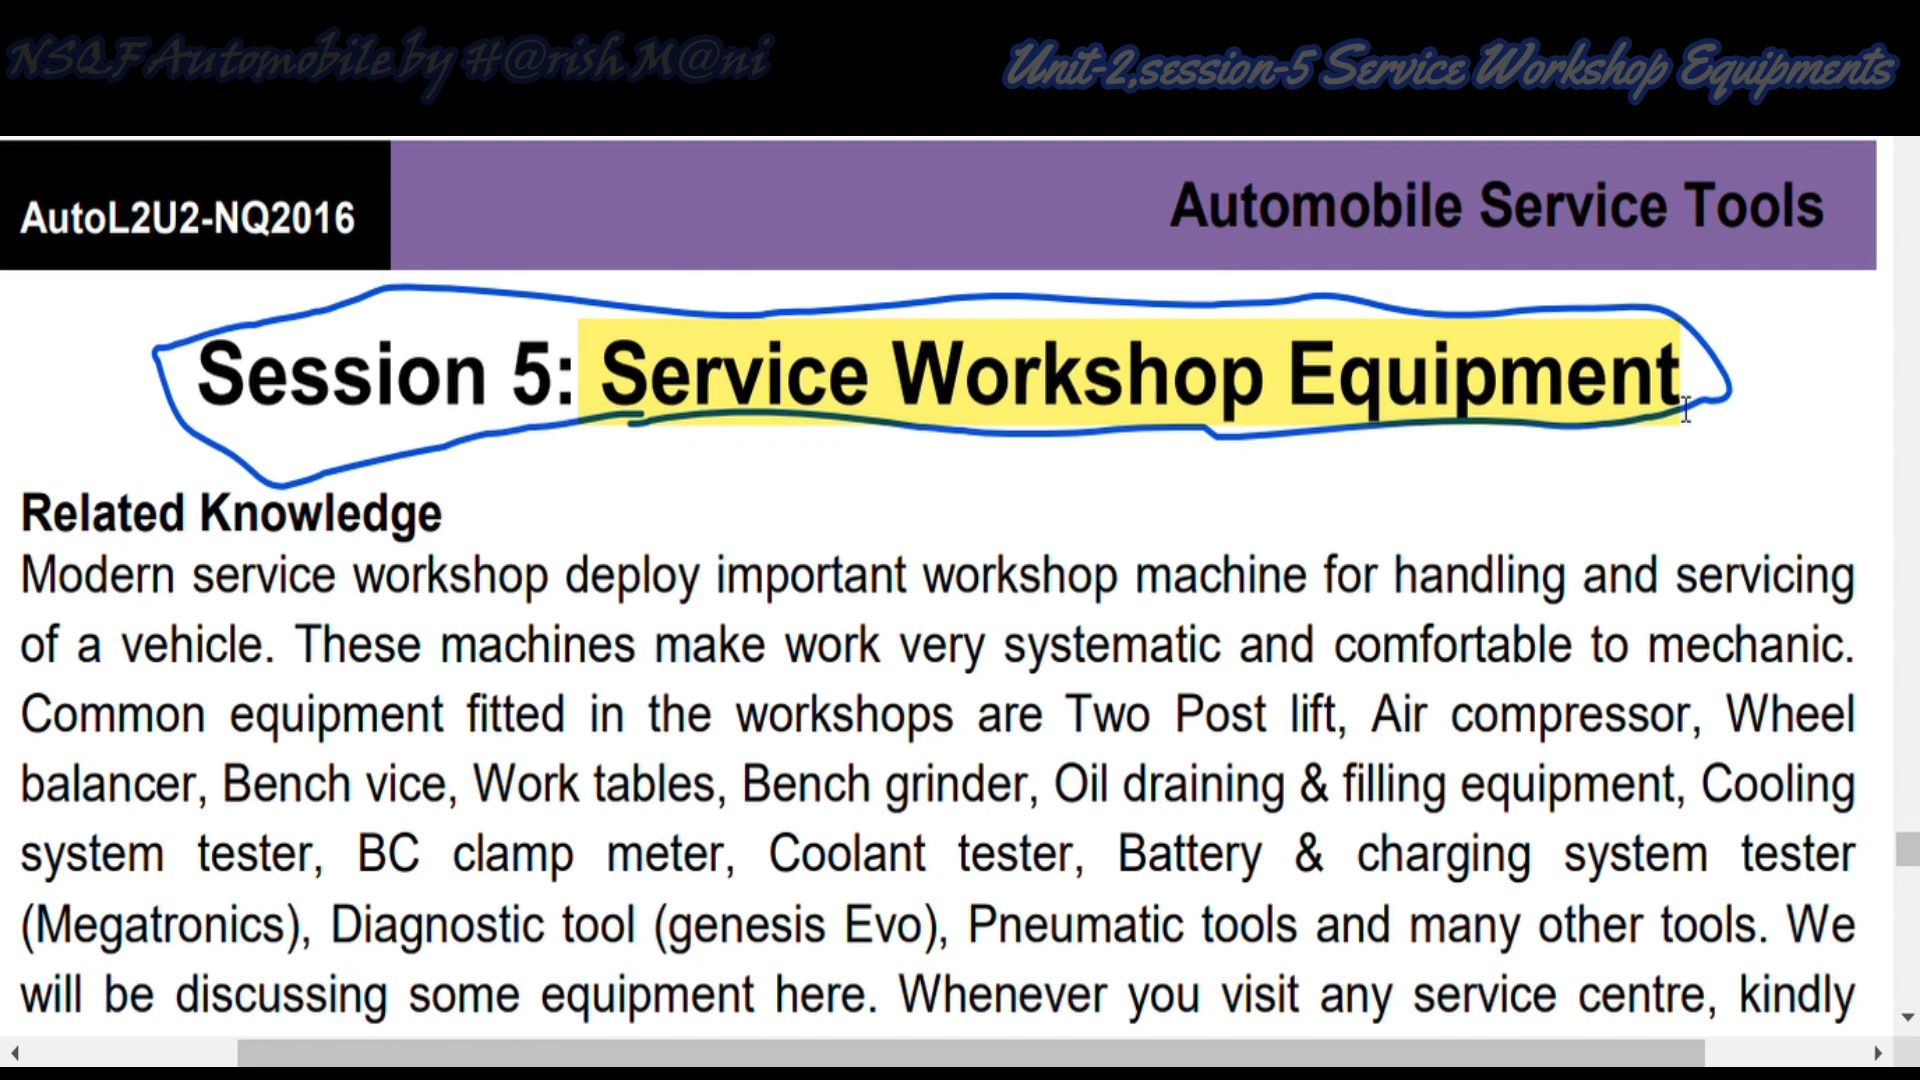 NSQF Automobile by H@rish M@ni
Unit-2,session-5 Service Workshop Equipments
AutoL2U2-NQ2016
Automobile Service Tools
Session 5: Service Workshop Equipment
Related Knowledge
Modern service workshop deploy important workshop machine for handling and servicing
of a vehicle. These machines make work very systematic and comfortable to mechanic.
Common equipment fitted in the workshops are Two Post lift, Air compressor, Wheel
balancer, Bench vice, Work tables, Bench grinder, Oil draining & filling equipment, Cooling
system tester, BC clamp meter, Coolant tester, Battery & charging system tester
(Megatronics), Diagnostic tool (genesis Evo), Pneumatic tools and many other tools. We
will be discussing some equipment here. Whenever you visit any service centre, kindly